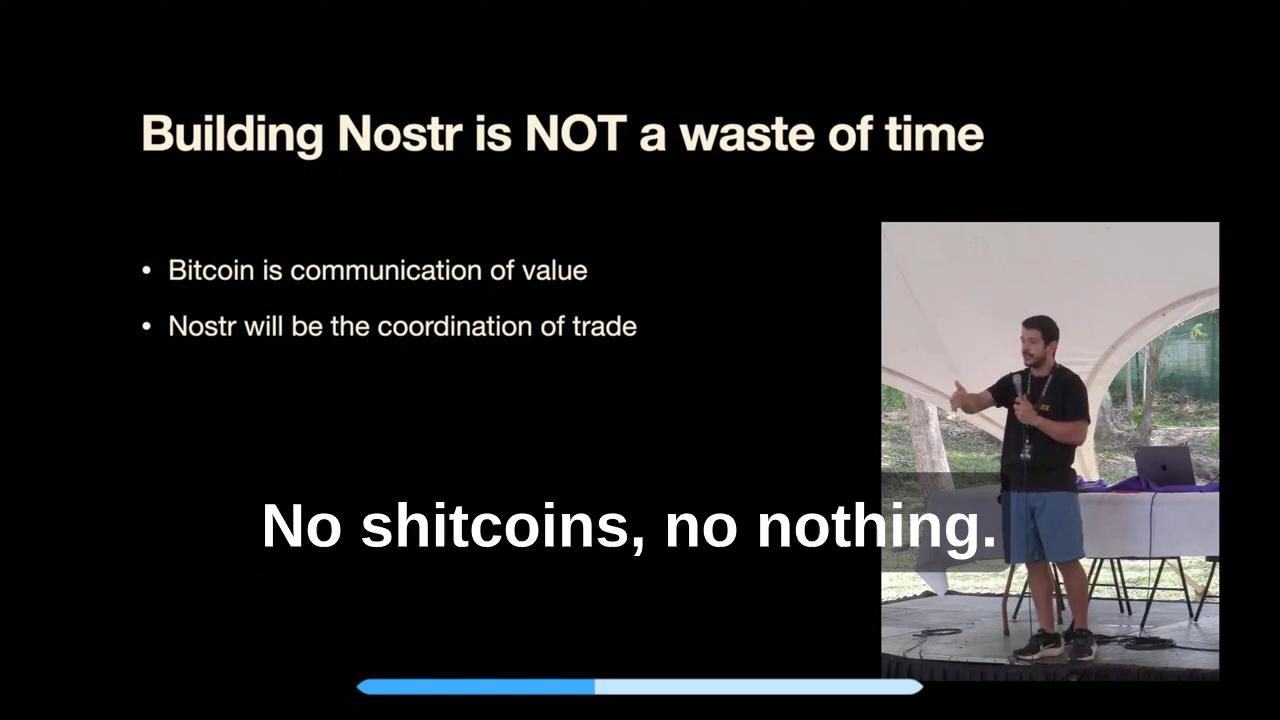 Building Nostr is NOT a waste of time
• Bitcoin is communication of value
• Nostr will be the coordination of trade
No shitcoins, no nothing.